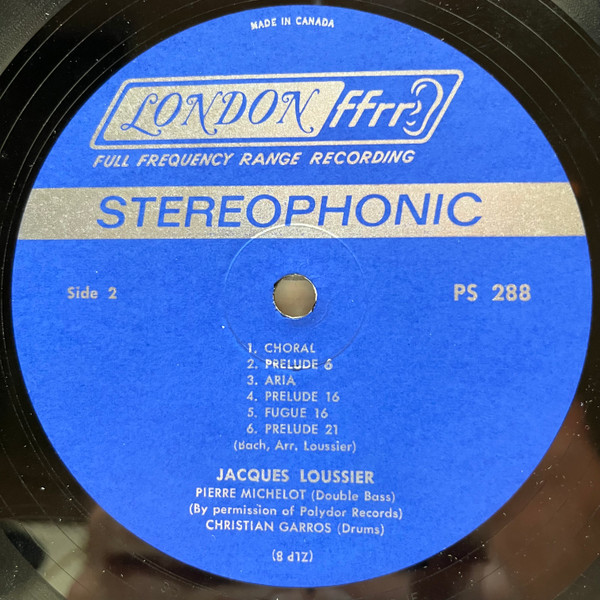 MADE IN CANADA
LONDON ffrr
FULL FREQUENCY RANGE RECORDING
STEREOPHONIC
Side 2
PS 288
1. CHORAL
2. PRELUDE 6
3. ARIA
4. PRELUDE 16
5. FUGUE 16
6. PRELUDE 21
(Bach, Arr. Loussier)
JACQUES LOUSSIER
PIERRE MICHELOT (Double Bass)
(By permission of Polydor Records)
CHRISTIAN GARROS (Drums)
(ZLP 8)